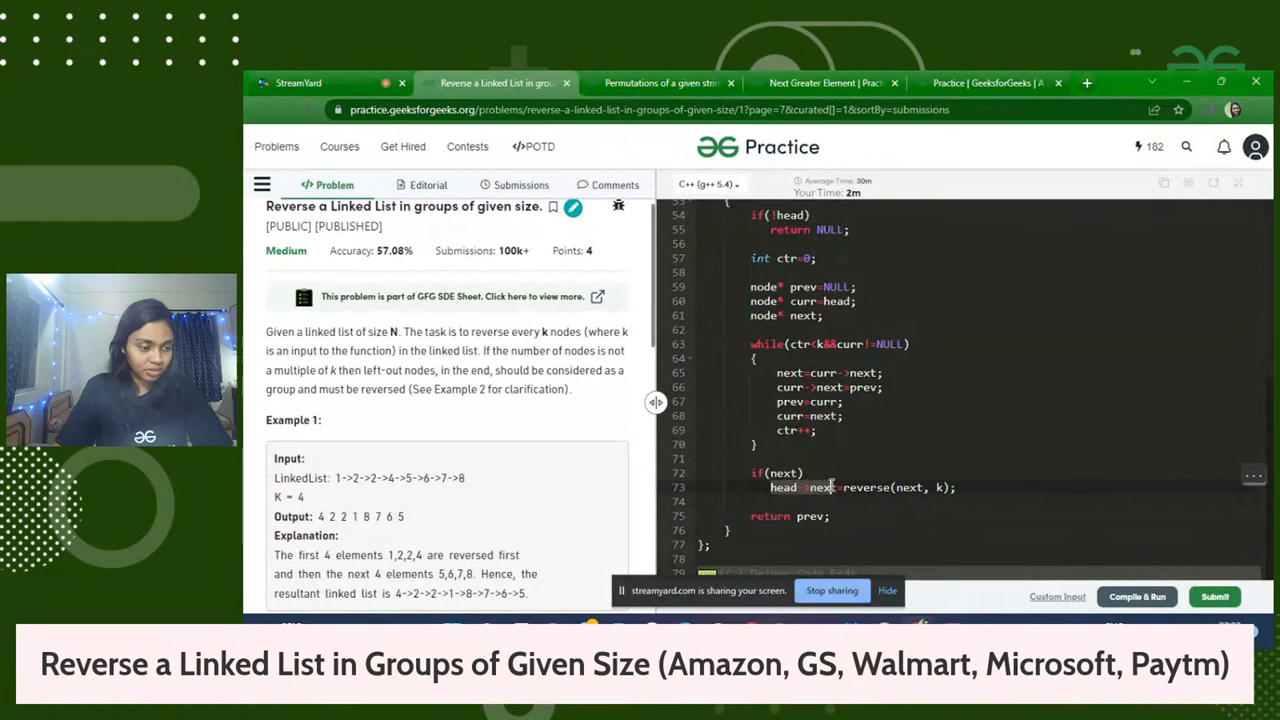 StreamYard
Reverse a Linked List in grou
Permutations of a given strin
Next Greater Element | Pract
Practice | GeeksforGeeks | A
practice.geeksforgeeks.org/problems/reverse-a-linked-list-in-groups-of-given-size/1?page=7&curated[]=1&sortBy=submissions
Problems
Courses
Get Hired
Contests
</>POTD
Practice
182
</> Problem
Editorial
Submissions
Comments
C++ (g++ 5.4)
Average Time: 30m
Your Time: 2m
Reverse a Linked List in groups of given size.
[PUBLIC] [PUBLISHED]
Medium
Accuracy: 57.08%
Submissions: 100k+
Points: 4
This problem is part of GFG SDE Sheet. Click here to view more.
Given a linked list of size N. The task is to reverse every k nodes (where k
is an input to the function) in the linked list. If the number of nodes is not
a multiple of k then left-out nodes, in the end, should be considered as a
group and must be reversed (See Example 2 for clarification).
Example 1:
Input:
LinkedList: 1->2->2->4->5->6->7->8
K = 4
Output: 4 2 2 1 8 7 6 5
Explanation:
The first 4 elements 1,2,2,4 are reversed first
and then the next 4 elements 5,6,7,8. Hence, the
resultant linked list is 4->2->2->1->8->7->6->5.
53 {
54 if(!head)
55 return NULL;
56
57 int ctr=0;
58
59 node* prev=NULL;
60 node* curr=head;
61 node* next;
62
63 while(ctr<k&&curr!=NULL)
64 {
65 next=curr->next;
66 curr->next=prev;
67 prev=curr;
68 curr=next;
69 ctr++;
70 }
71
72 if(next)
73 head->next=reverse(next, k);
74
75 return prev;
76 }
77 };
78
79 // } Driver Code Ends
streamyard.com is sharing your screen.
Stop sharing
Hide
Custom Input
Compile & Run
Submit
Reverse a Linked List in Groups of Given Size (Amazon, GS, Walmart, Microsoft, Paytm)